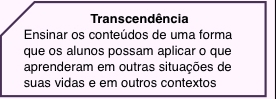 Transcendência
Ensinar os conteúdos de uma forma
que os alunos possam aplicar o que
aprenderam em outras situações de
suas vidas e em outros contextos